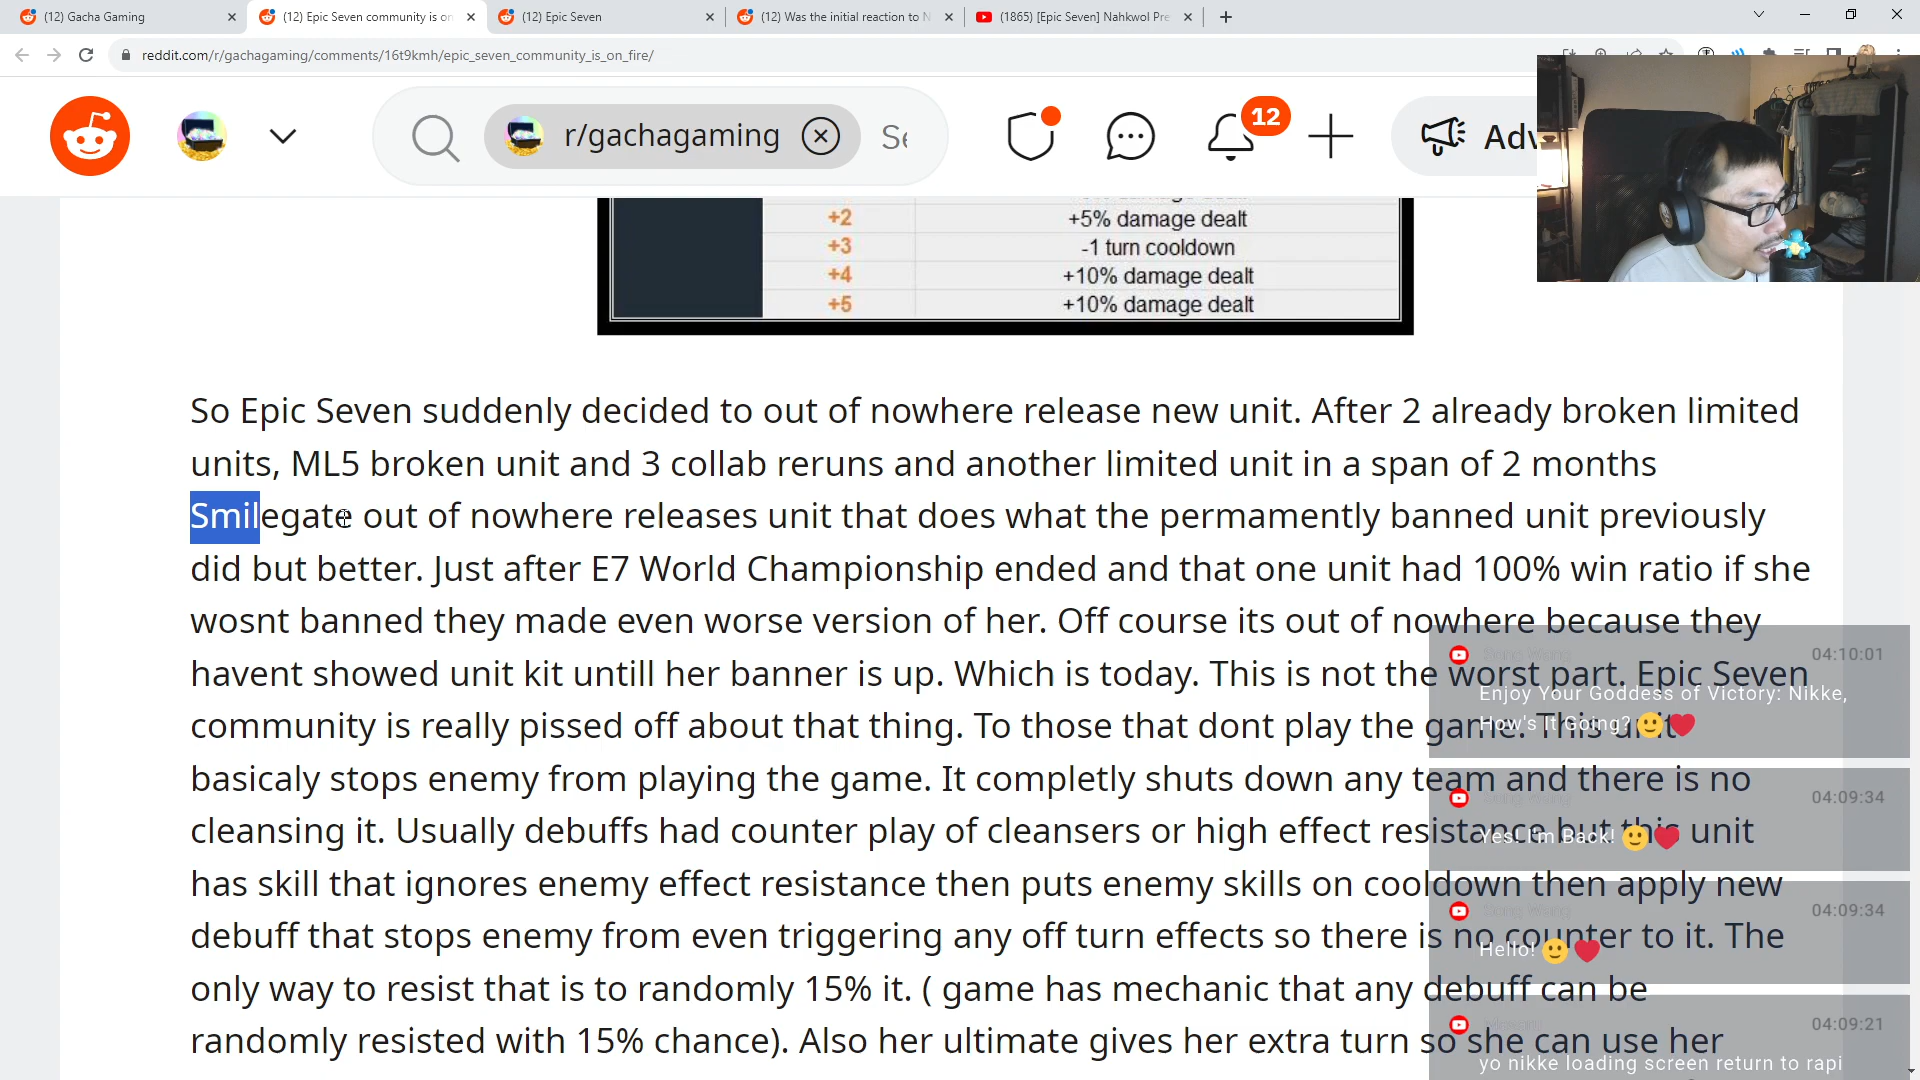 (12) Gacha Gaming
(12) Epic Seven community is on
(12) Epic Seven
(12) Was the initial reaction to N
(1865) [Epic Seven] Nahkwol Pre
reddit.com/r/gachagaming/comments/16t9kmh/epic_seven_community_is_on_fire/
r/gachagaming
Se
12
Adv
+2 +5% damage dealt
+3 -1 turn cooldown
+4 +10% damage dealt
+5 +10% damage dealt
So Epic Seven suddenly decided to out of nowhere release new unit. After 2 already broken limited
units, ML5 broken unit and 3 collab reruns and another limited unit in a span of 2 months
Smilegate out of nowhere releases unit that does what the permamently banned unit previously
did but better. Just after E7 World Championship ended and that one unit had 100% win ratio if she
wosnt banned they made even worse version of her. Off course its out of nowhere because they
havent showed unit kit untill her banner is up. Which is today. This is not the worst part. Epic Seven
community is really pissed off about that thing. To those that dont play the game. This unit
basicaly stops enemy from playing the game. It completly shuts down any team and there is no
cleansing it. Usually debuffs had counter play of cleansers or high effect resistance but this unit
has skill that ignores enemy effect resistance then puts enemy skills on cooldown then apply new
debuff that stops enemy from even triggering any off turn effects so there is no counter to it. The
only way to resist that is to randomly 15% it. ( game has mechanic that any debuff can be
randomly resisted with 15% chance). Also her ultimate gives her extra turn so she can use her
04:10:01
Enjoy Your Goddess of Victory: Nikke,
How's It Going? 🙂❤️
04:09:34
Yes! I'm Back! 🙂❤️
04:09:34
Hello! 🙂❤️
04:09:21
yo nikke loading screen return to rapi